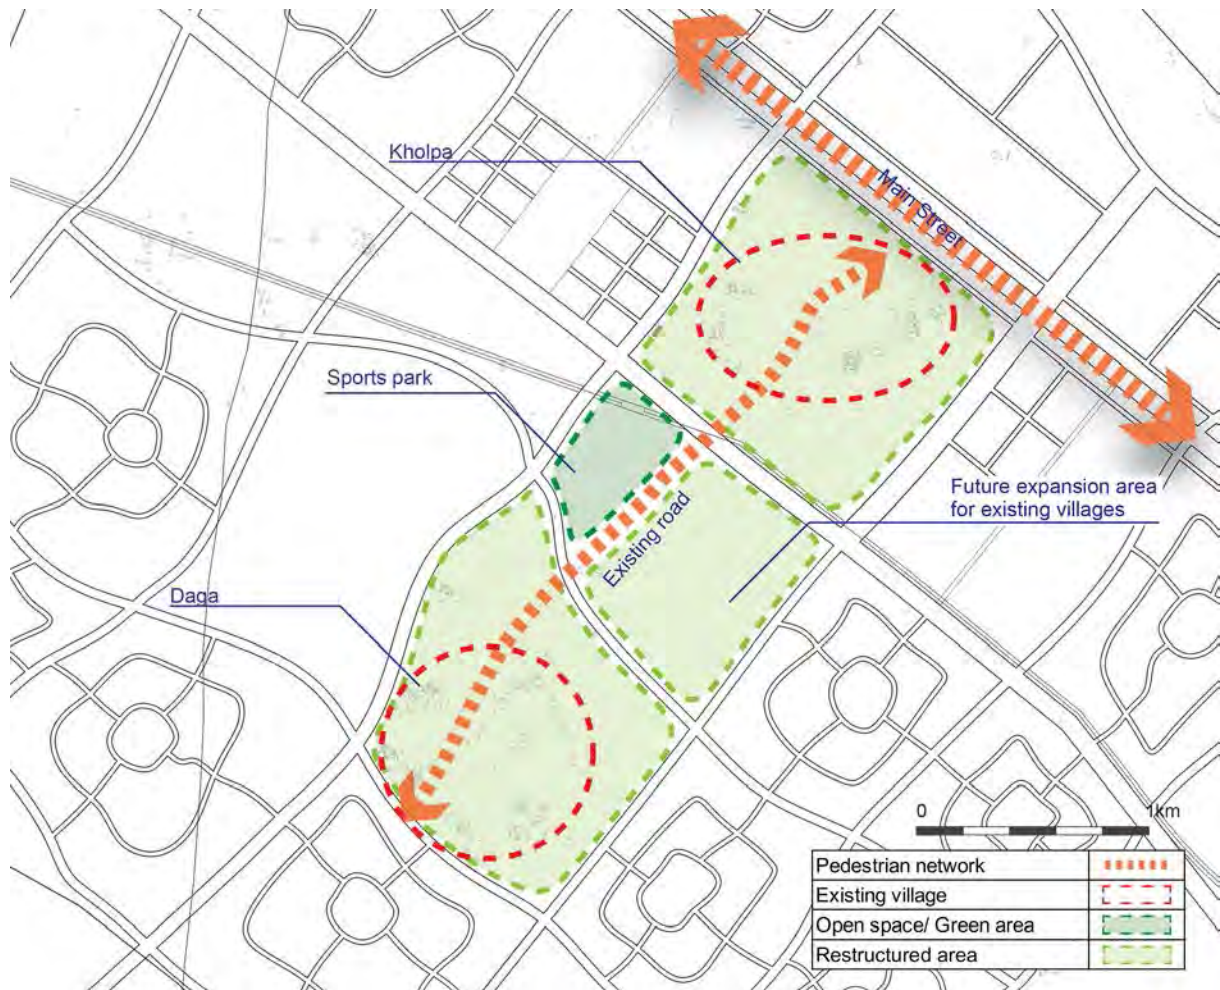 Kholpa
Main Street
Sports park
Future expansion area
for existing villages
Existing road
Daga
0 1km
Pedestrian network
Existing village
Open space/ Green area
Restructured area